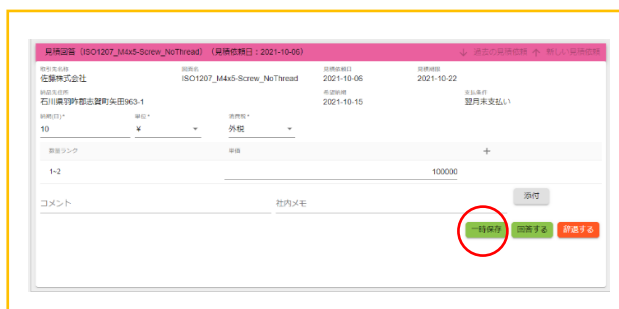 見積回答（ISO1207_M4x5-Screw_NoThread）（見積依頼日：2021-10-06） ↓ 過去の見積依頼 ↑ 新しい見積依頼
取引先名称 図面名 見積依頼日 見積期限
佐藤株式会社 ISO1207_M4x5-Screw_NoThread 2021-10-06 2021-10-22
納品先住所 希望納期 支払条件
石川県羽咋郡志賀町矢田963-1 2021-10-15 翌月末支払い
納期(日)* 単位* 消費税*
10 ¥ 外税
数量レンジ 単価 +
1~2 100000
コメント 社内メモ 添付
一時保存 回答する 辞退する